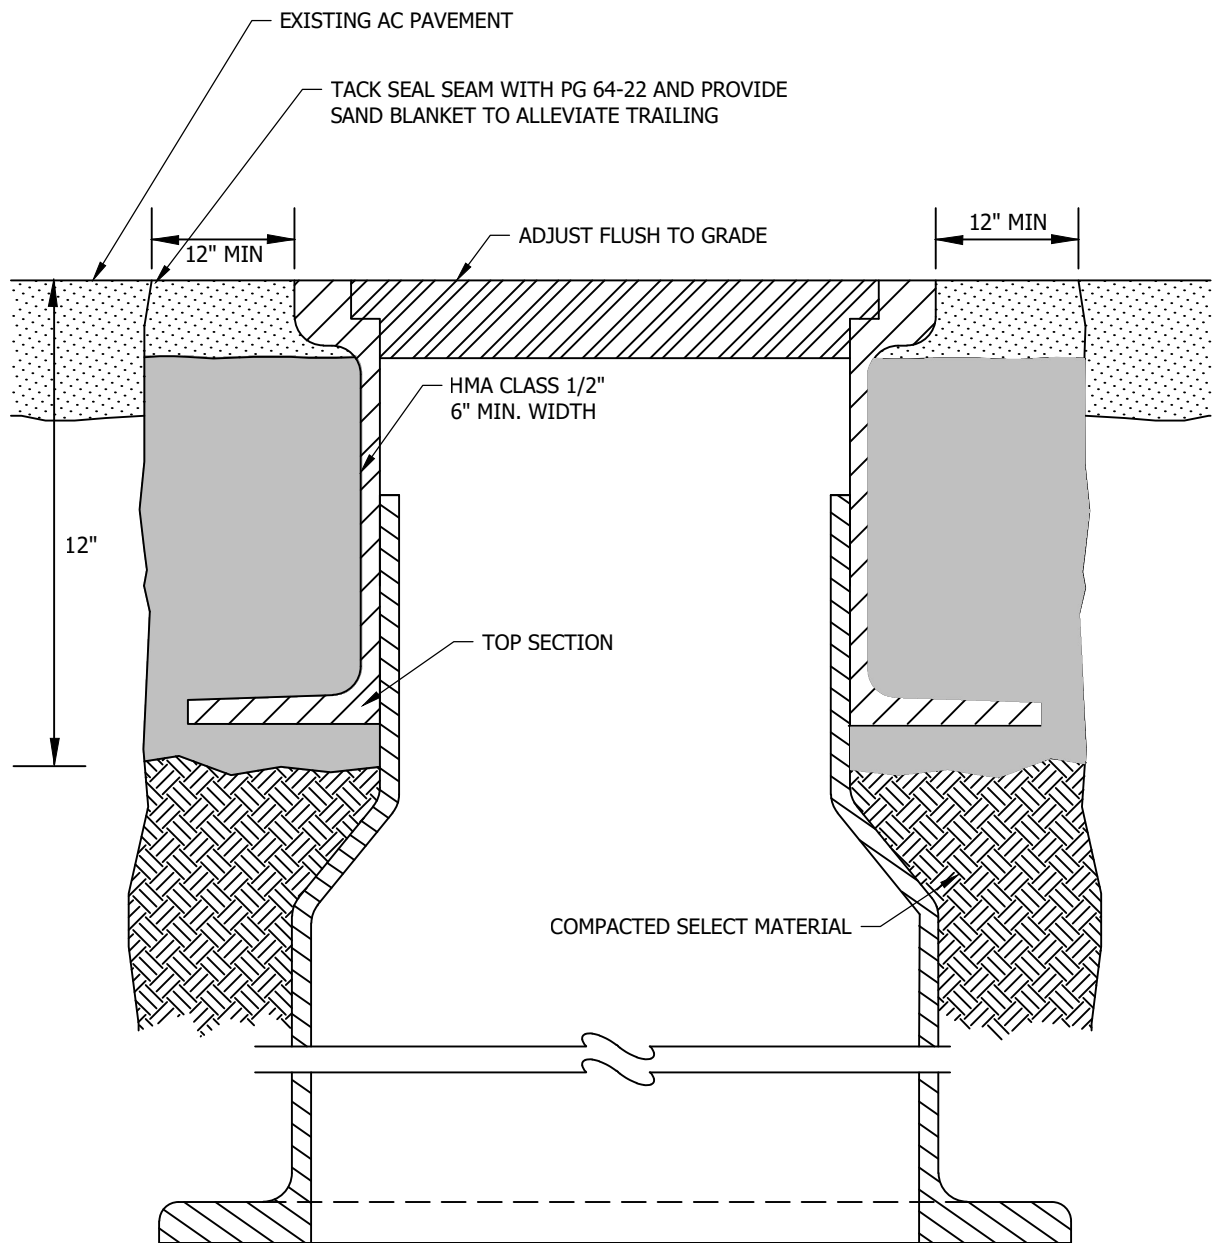 EXISTING AC PAVEMENT
TACK SEAL SEAM WITH PG 64-22 AND PROVIDE
SAND BLANKET TO ALLEVIATE TRAILING
12" MIN
12" MIN
ADJUST FLUSH TO GRADE
HMA CLASS 1/2"
6" MIN. WIDTH
12"
TOP SECTION
COMPACTED SELECT MATERIAL